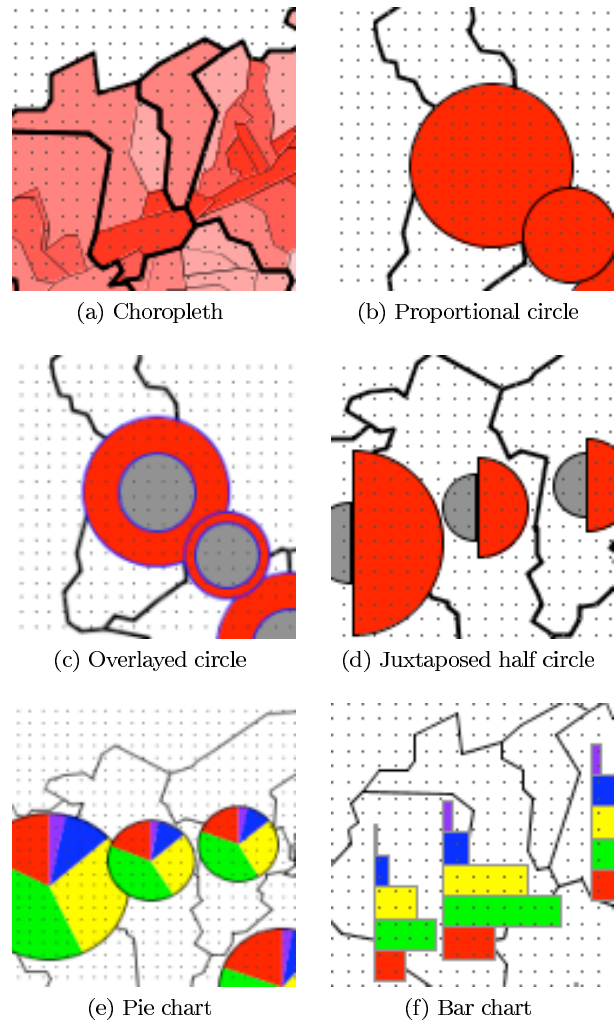 (a) Choropleth
(b) Proportional circle
(c) Overlayed circle
(d) Juxtaposed half circle
(e) Pie chart
(f) Bar chart